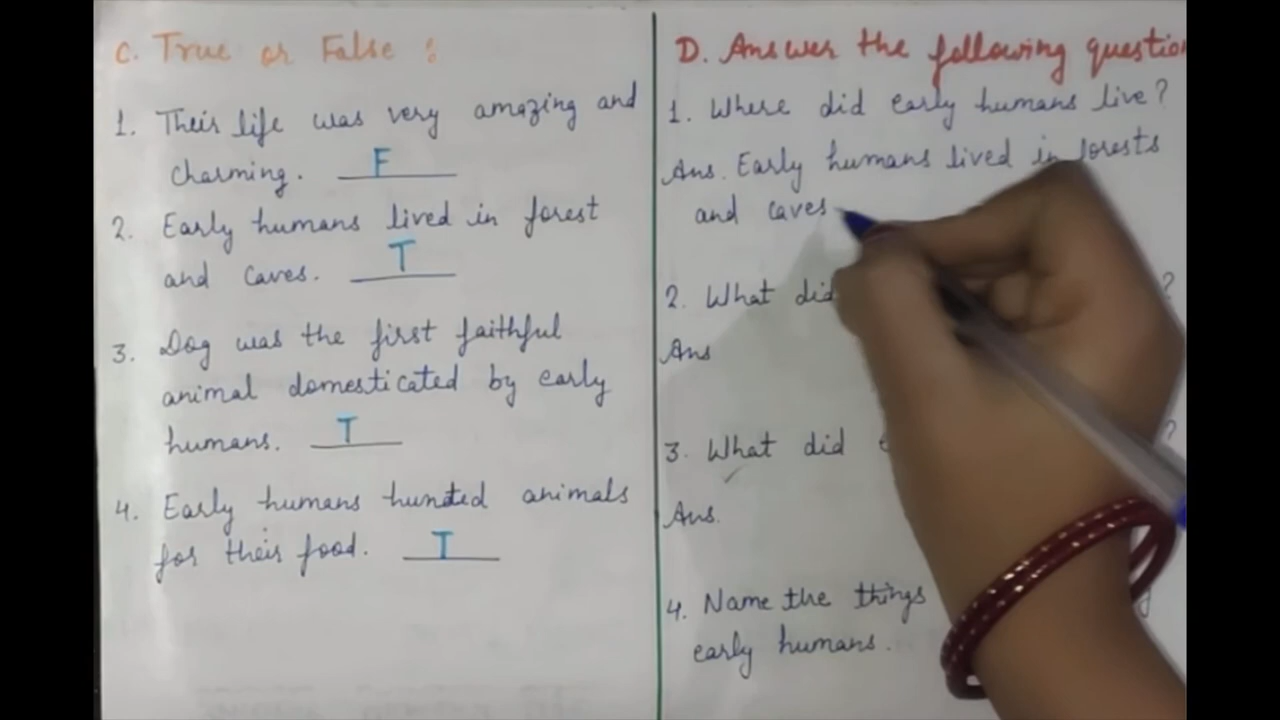 C. True or False :
1. Their life was very amazing and
charming. F
2. Early humans lived in forest
and caves. T
3. Dog was the first faithful
animal domesticated by early
humans. T
4. Early humans hunted animals
for their food. T
D. Answer the following question
1. Where did early humans live?
Ans. Early humans lived in forests
and caves
2. What did ?
Ans
3. What did ?
Ans.
4. Name the things
early humans.